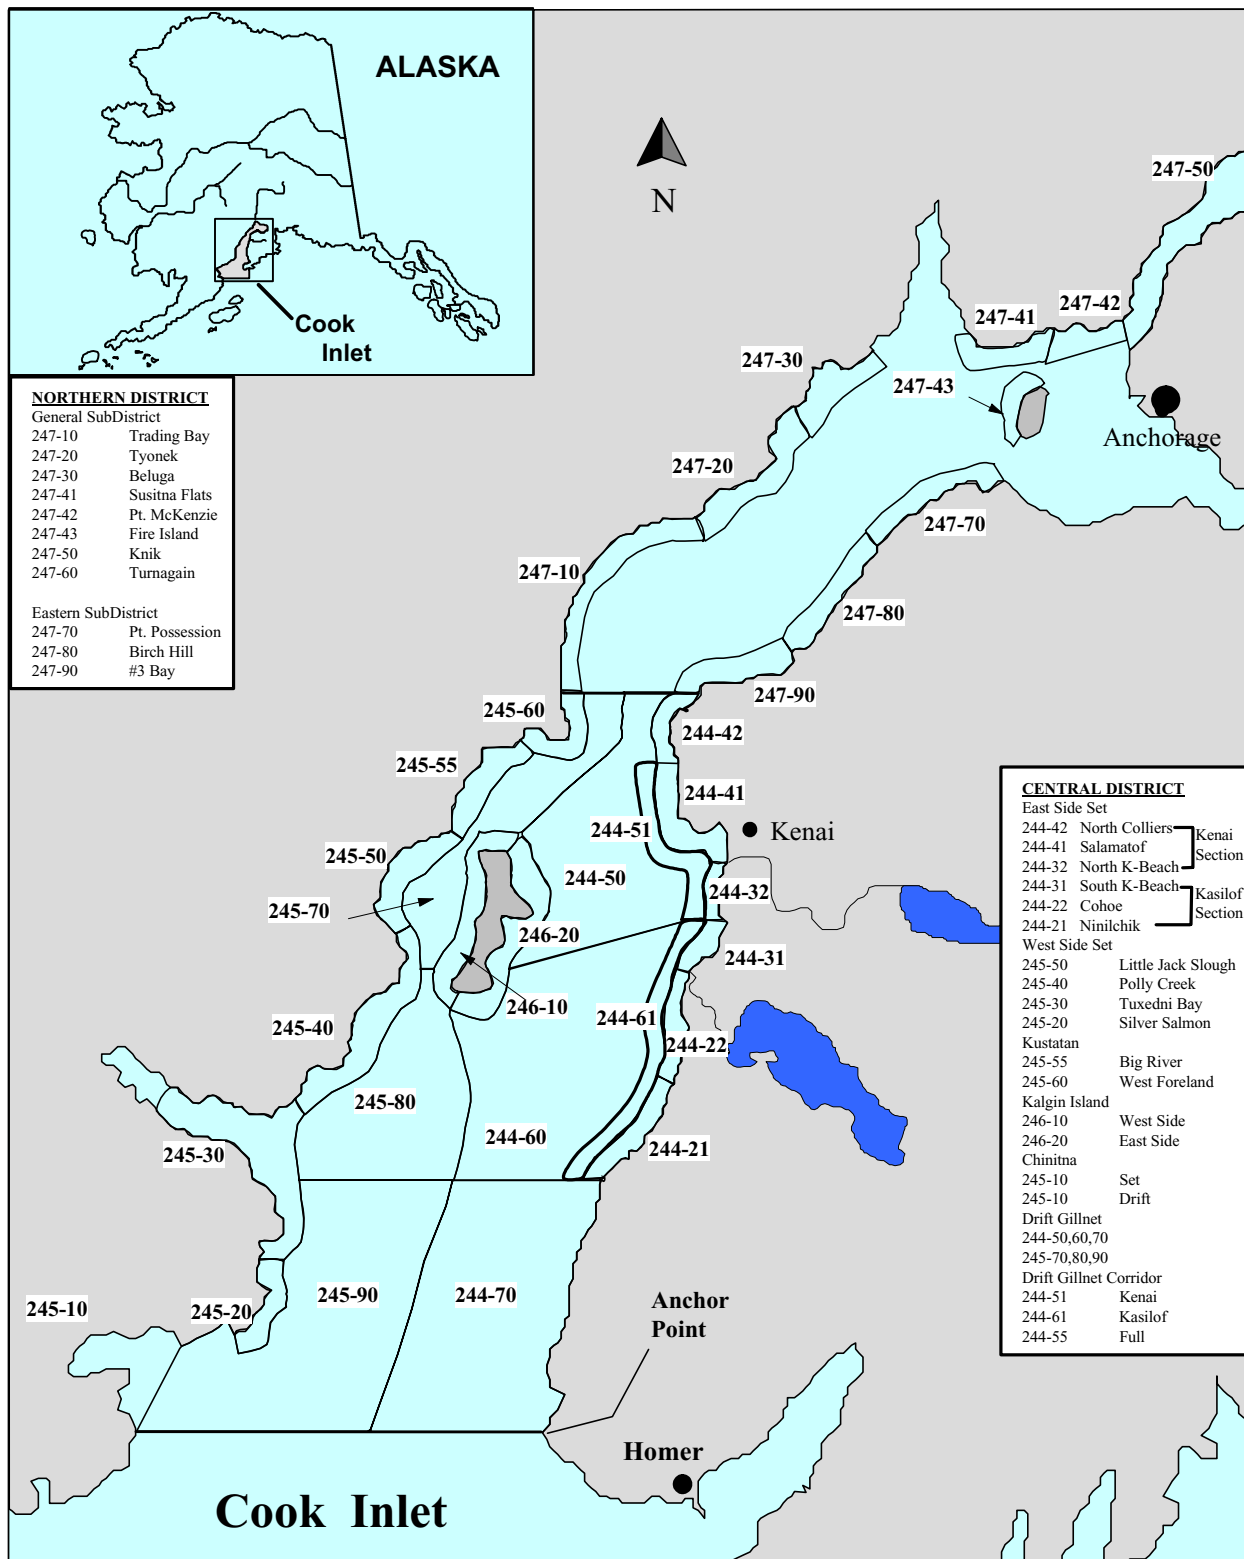 ALASKA
Cook
Inlet
N
NORTHERN DISTRICT
General SubDistrict
247-10 Trading Bay
247-20 Tyonek
247-30 Beluga
247-41 Susitna Flats
247-42 Pt. McKenzie
247-43 Fire Island
247-50 Knik
247-60 Turnagain
Eastern SubDistrict
247-70 Pt. Possession
247-80 Birch Hill
247-90 #3 Bay
247-50
247-42
247-41
247-30
247-43
Anchorage
247-20
247-70
247-10
247-80
247-90
245-60
244-42
245-55
244-41
244-51
Kenai
245-50
244-50
244-32
245-70
246-20
244-31
246-10
245-40
244-61
244-22
245-80
244-60
245-30
244-21
245-90
244-70
245-10
245-20
Anchor
Point
Homer
Cook Inlet
CENTRAL DISTRICT
East Side Set
244-42 North Colliers
244-41 Salamatof
244-32 North K-Beach
Kenai
Section
244-31 South K-Beach
244-22 Cohoe
244-21 Ninilchik
Kasilof
Section
West Side Set
245-50 Little Jack Slough
245-40 Polly Creek
245-30 Tuxedni Bay
245-20 Silver Salmon
Kustatan
245-55 Big River
245-60 West Foreland
Kalgin Island
246-10 West Side
246-20 East Side
Chinitna
245-10 Set
245-10 Drift
Drift Gillnet
244-50,60,70
245-70,80,90
Drift Gillnet Corridor
244-51 Kenai
244-61 Kasilof
244-55 Full